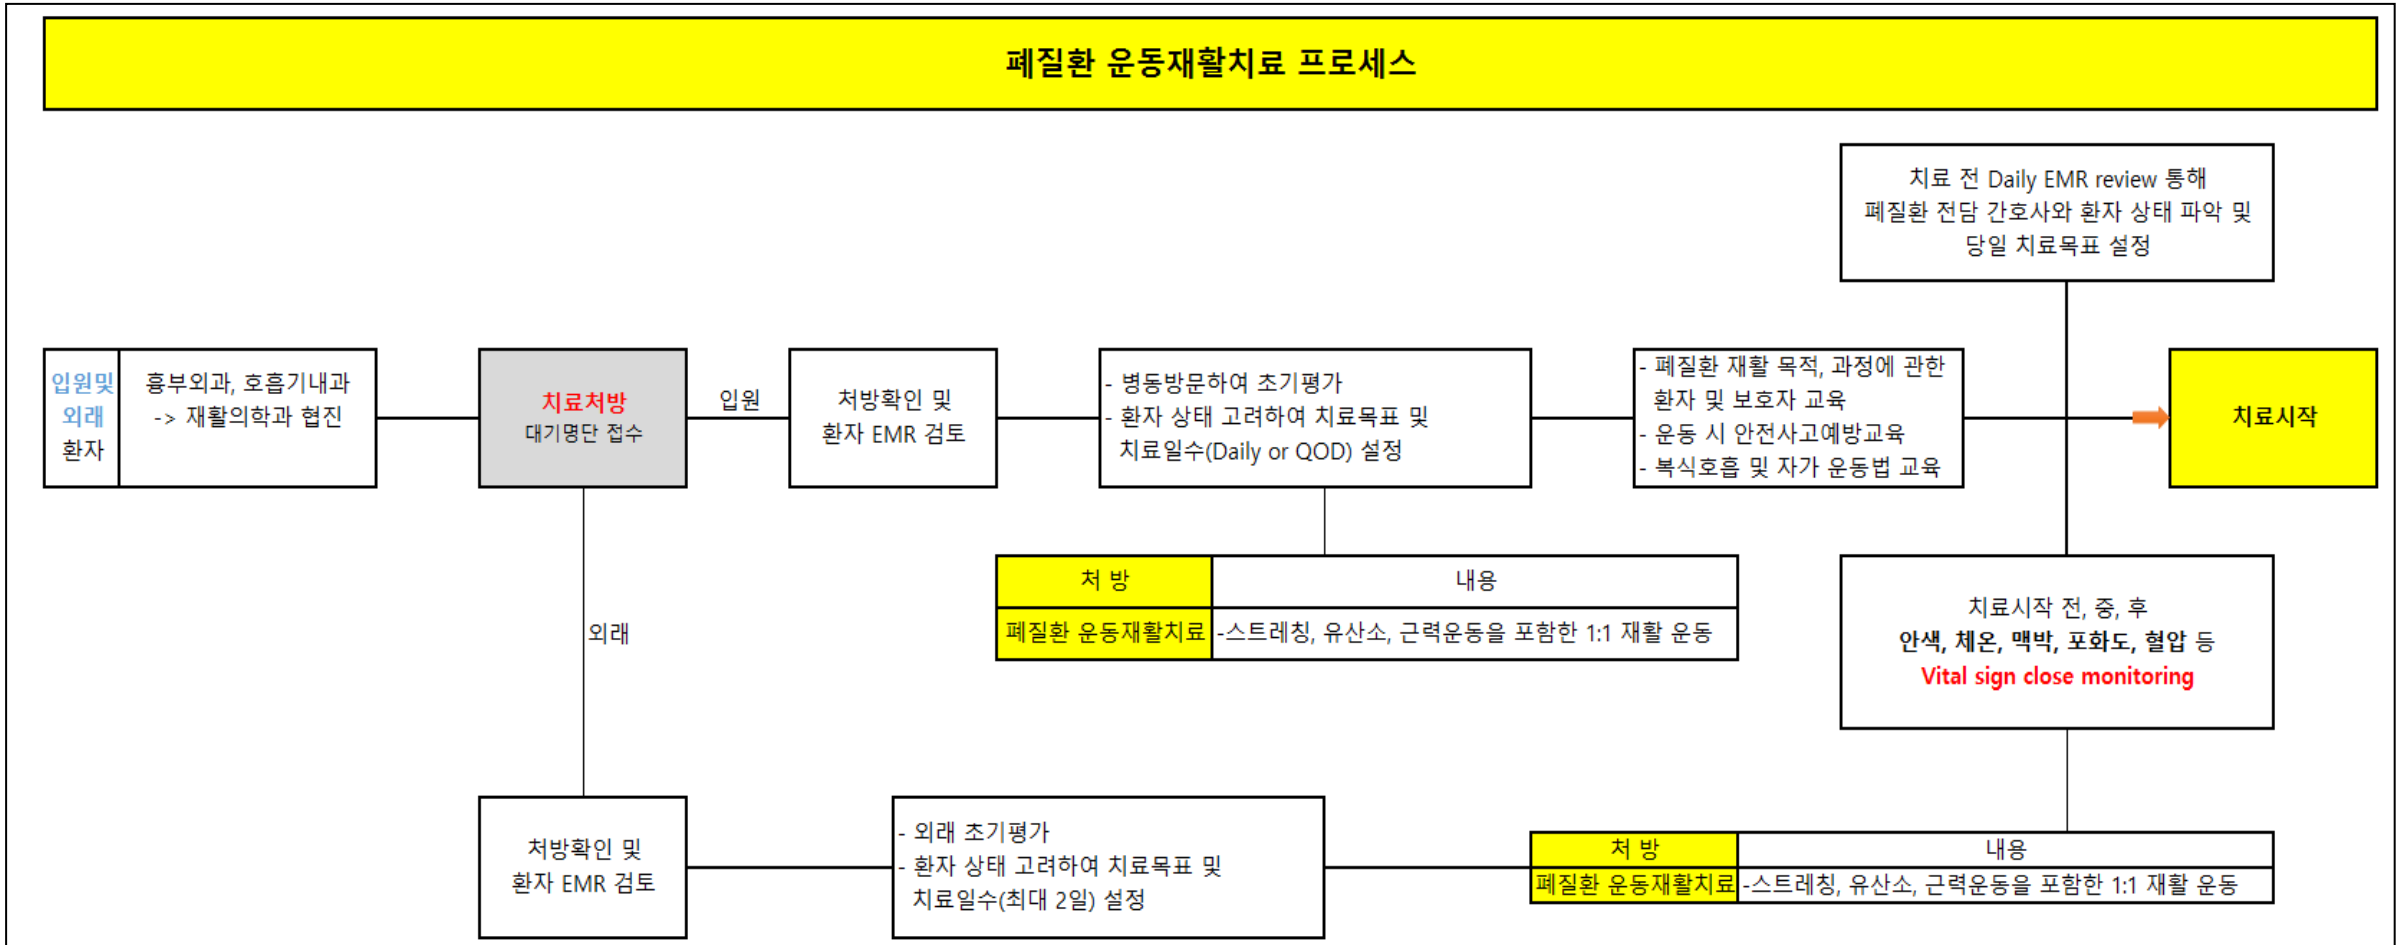 폐질환 운동재활치료 프로세스
치료 전 Daily EMR review 통해
폐질환 전담 간호사와 환자 상태 파악 및
당일 치료목표 설정
입원및
외래
환자
흉부외과, 호흡기내과
-> 재활의학과 협진
치료처방
대기명단 접수
입원
처방확인 및
환자 EMR 검토
- 병동방문하여 초기평가
- 환자 상태 고려하여 치료목표 및
치료일수(Daily or QOD) 설정
- 폐질환 재활 목적, 과정에 관한
환자 및 보호자 교육
- 운동 시 안전사고예방교육
- 복식호흡 및 자가 운동법 교육
치료시작
처 방
내용
폐질환 운동재활치료
-스트레칭, 유산소, 근력운동을 포함한 1:1 재활 운동
외래
치료시작 전, 중, 후
안색, 체온, 맥박, 포화도, 혈압 등
Vital sign close monitoring
처방확인 및
환자 EMR 검토
- 외래 초기평가
- 환자 상태 고려하여 치료목표 및
치료일수(최대 2일) 설정
처 방
내용
폐질환 운동재활치료
-스트레칭, 유산소, 근력운동을 포함한 1:1 재활 운동